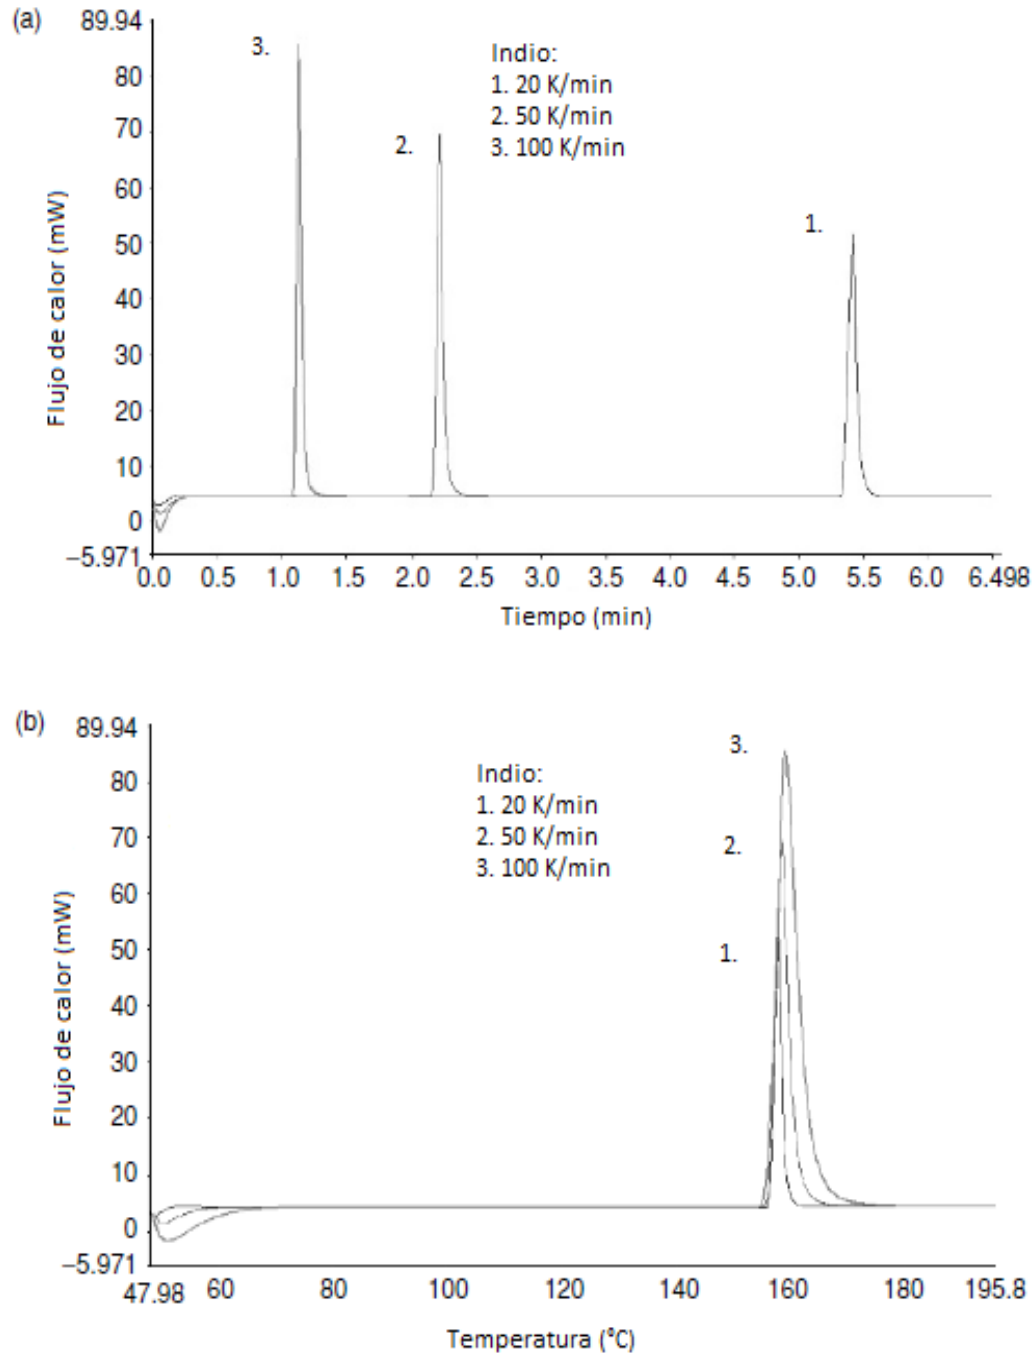 (a)
89.94
80
70
60
50
40
30
20
10
0
−5.971
Flujo de calor (mW)
3.
2.
1.
Indio:
1. 20 K/min
2. 50 K/min
3. 100 K/min
0.0 0.5 1.0 1.5 2.0 2.5 3.0 3.5 4.0 4.5 5.0 5.5 6.0 6.498
Tiempo (min)
(b)
89.94
80
70
60
50
40
30
20
10
0
−5.971
Flujo de calor (mW)
Indio:
1. 20 K/min
2. 50 K/min
3. 100 K/min
3.
2.
1.
47.98 60 80 100 120 140 160 180 195.8
Temperatura (°C)